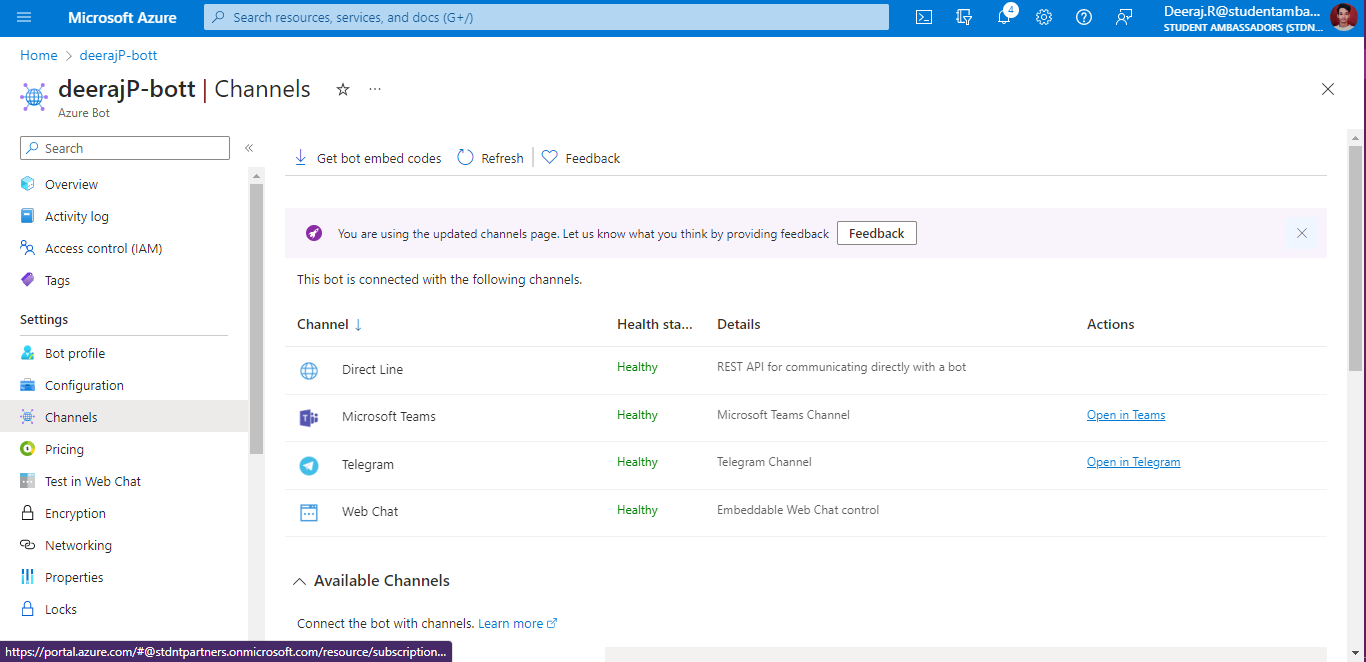 Microsoft Azure
Search resources, services, and docs (G+/)
4
Deeraj.R@studentamba...
STUDENT AMBASSADORS (STDN...
Home > deerajP-bott
deerajP-bott | Channels
...
Azure Bot
Search
«
Overview
Activity log
Access control (IAM)
Tags
Settings
Bot profile
Configuration
Channels
Pricing
Test in Web Chat
Encryption
Networking
Properties
Locks
Get bot embed codes
Refresh
Feedback
You are using the updated channels page. Let us know what you think by providing feedback
Feedback
This bot is connected with the following channels.
Channel ↓ Health sta... Details Actions
Direct Line Healthy REST API for communicating directly with a bot
Microsoft Teams Healthy Microsoft Teams Channel Open in Teams
Telegram Healthy Telegram Channel Open in Telegram
Web Chat Healthy Embeddable Web Chat control
Available Channels
Connect the bot with channels. Learn more
https://portal.azure.com/#@stdntpartners.onmicrosoft.com/resource/subscription...